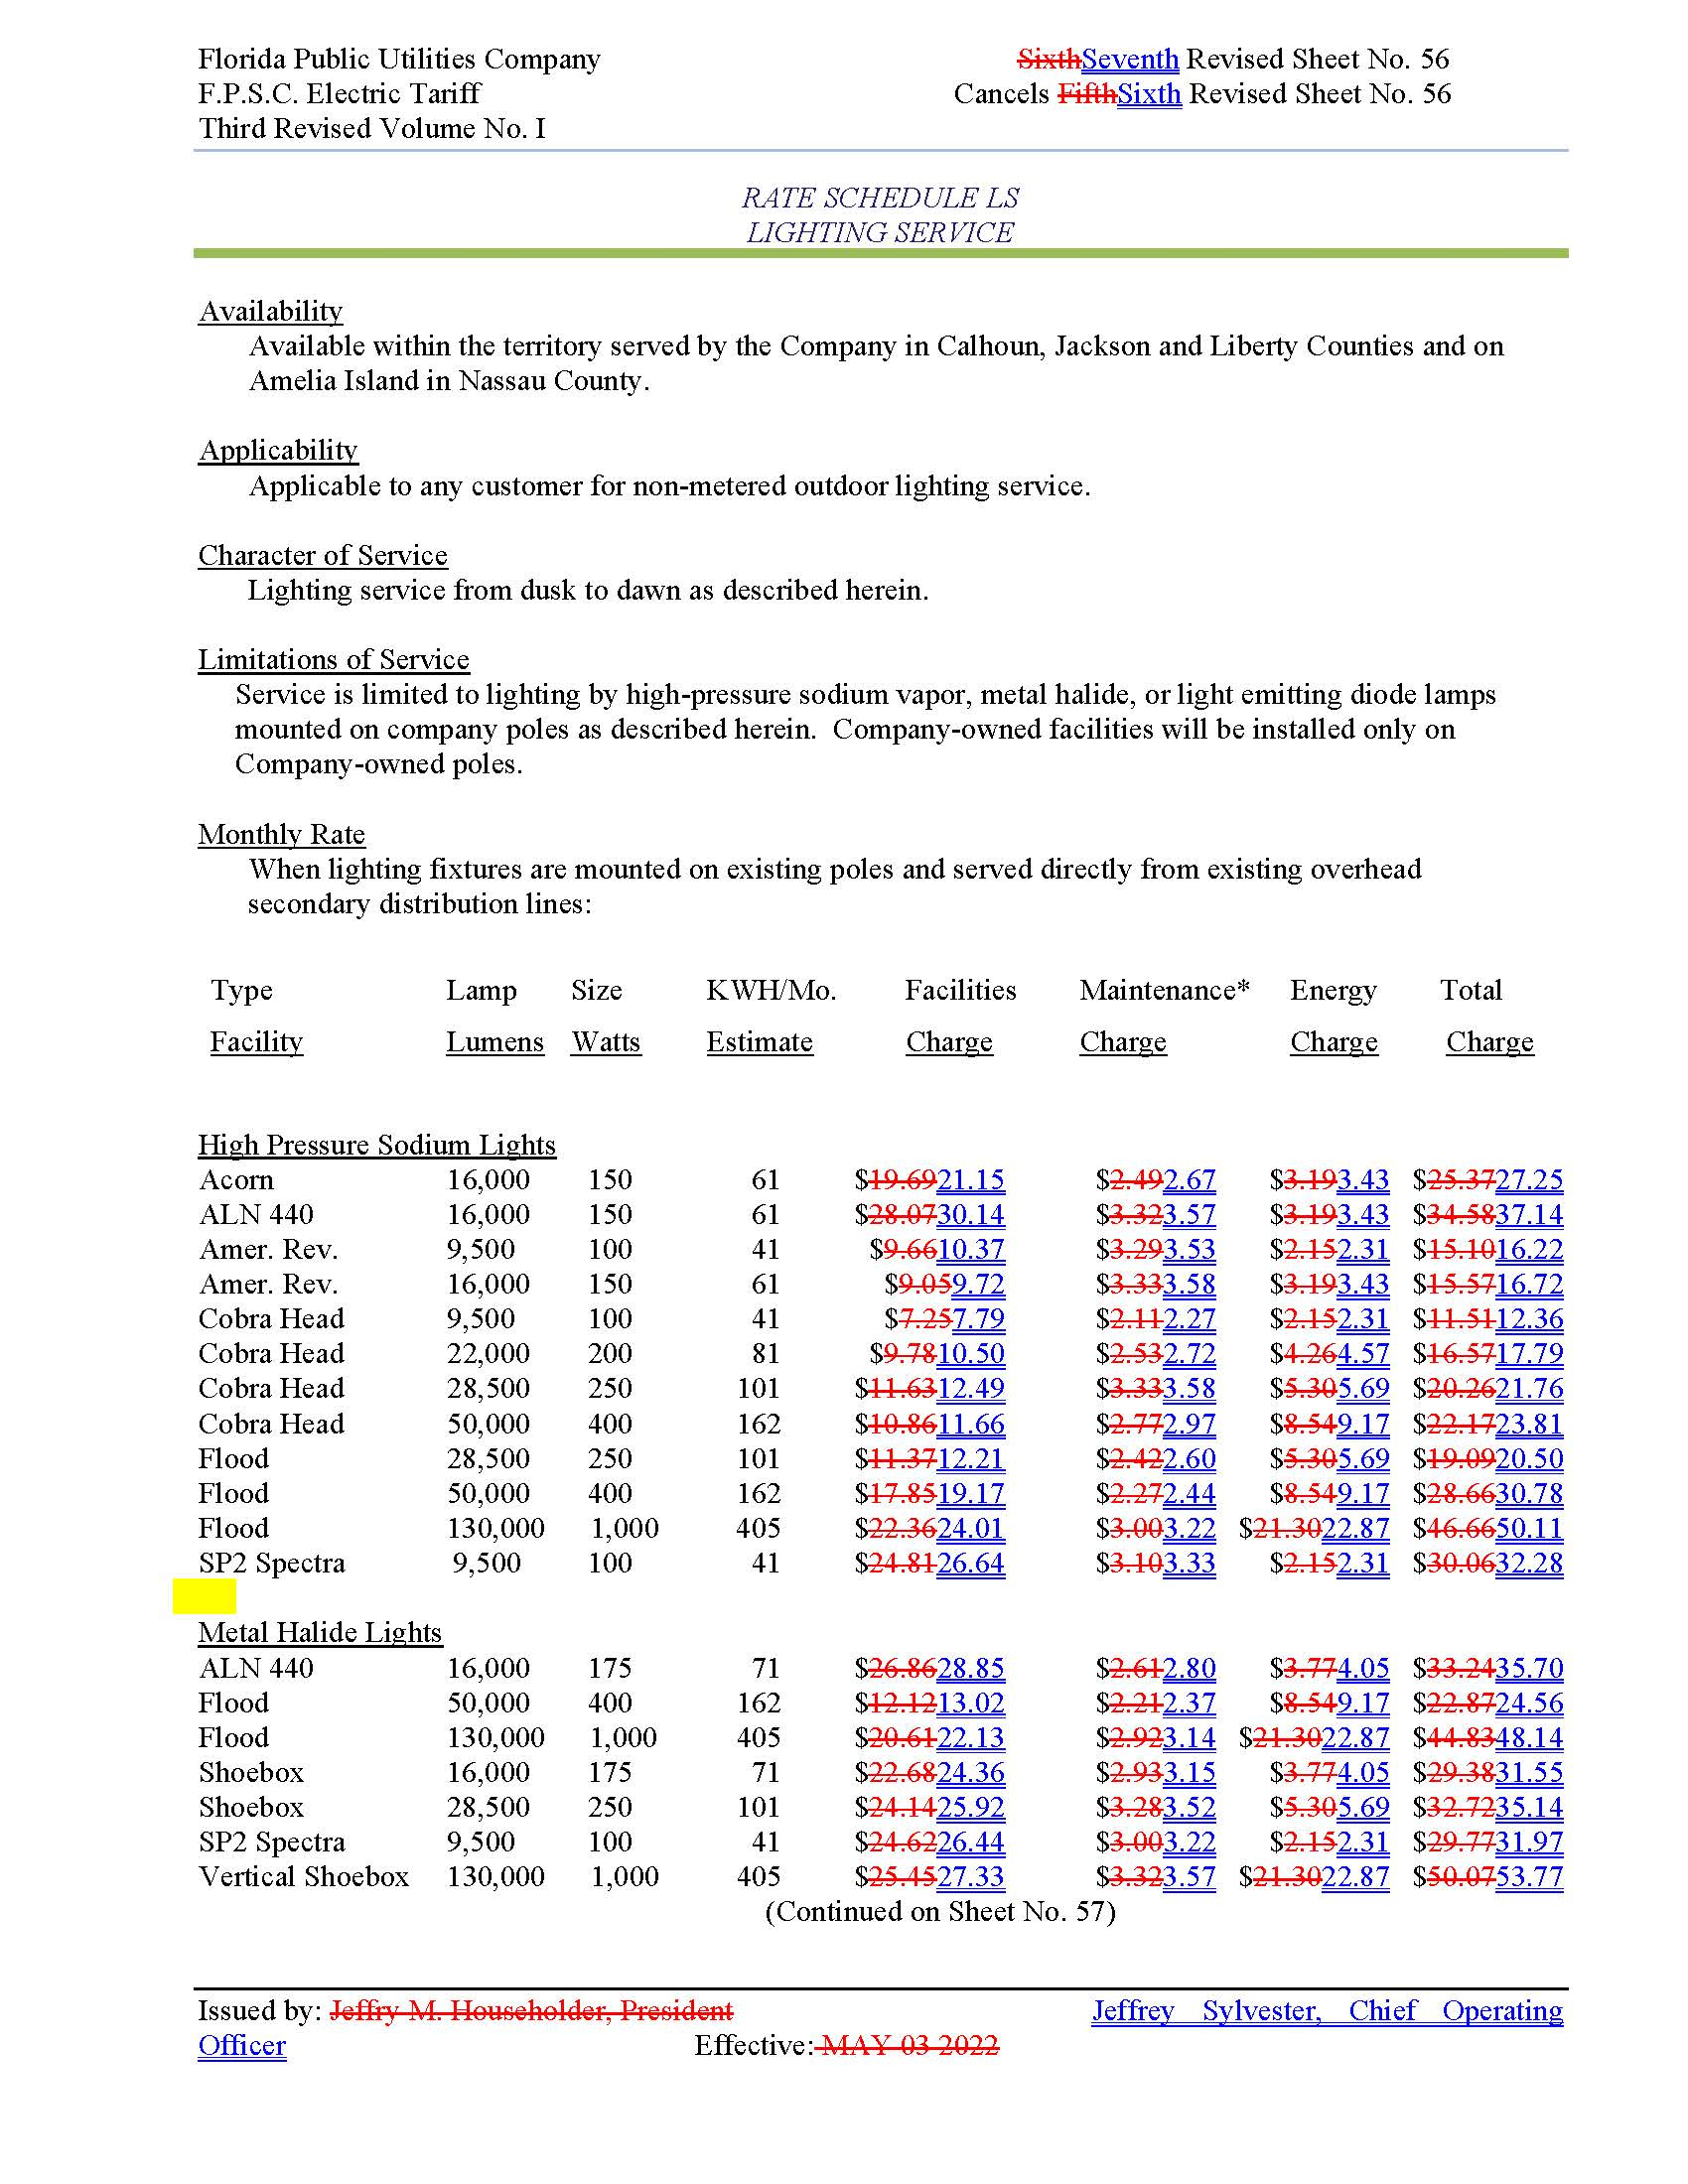 Florida Public Utilities Company SixthSeventh Revised Sheet No. 56
F.P.S.C. Electric Tariff Cancels FifthSixth Revised Sheet No. 56
Third Revised Volume No. I
RATE SCHEDULE LS
LIGHTING SERVICE
Availability
Available within the territory served by the Company in Calhoun, Jackson and Liberty Counties and on
Amelia Island in Nassau County.
Applicability
Applicable to any customer for non-metered outdoor lighting service.
Character of Service
Lighting service from dusk to dawn as described herein.
Limitations of Service
Service is limited to lighting by high-pressure sodium vapor, metal halide, or light emitting diode lamps
mounted on company poles as described herein.  Company-owned facilities will be installed only on
Company-owned poles.
Monthly Rate
When lighting fixtures are mounted on existing poles and served directly from existing overhead
secondary distribution lines:
Type Lamp Size KWH/Mo. Facilities Maintenance* Energy Total
Facility Lumens Watts Estimate Charge Charge Charge Charge
High Pressure Sodium Lights
Acorn 16,000 150 61 $19.6921.15 $2.492.67 $3.193.43 $25.3727.25
ALN 440 16,000 150 61 $28.0730.14 $3.323.57 $3.193.43 $34.5837.14
Amer. Rev. 9,500 100 41 $9.6610.37 $3.293.53 $2.152.31 $15.1016.22
Amer. Rev. 16,000 150 61 $9.059.72 $3.333.58 $3.193.43 $15.5716.72
Cobra Head 9,500 100 41 $7.257.79 $2.112.27 $2.152.31 $11.5112.36
Cobra Head 22,000 200 81 $9.7810.50 $2.532.72 $4.264.57 $16.5717.79
Cobra Head 28,500 250 101 $11.6312.49 $3.333.58 $5.305.69 $20.2621.76
Cobra Head 50,000 400 162 $10.8611.66 $2.772.97 $8.549.17 $22.1723.81
Flood 28,500 250 101 $11.3712.21 $2.422.60 $5.305.69 $19.0920.50
Flood 50,000 400 162 $17.8519.17 $2.272.44 $8.549.17 $28.6630.78
Flood 130,000 1,000 405 $22.3624.01 $3.003.22 $21.3022.87 $46.6650.11
SP2 Spectra 9,500 100 41 $24.8126.64 $3.103.33 $2.152.31 $30.0632.28
Metal Halide Lights
ALN 440 16,000 175 71 $26.8628.85 $2.612.80 $3.774.05 $33.2435.70
Flood 50,000 400 162 $12.1213.02 $2.212.37 $8.549.17 $22.8724.56
Flood 130,000 1,000 405 $20.6122.13 $2.923.14 $21.3022.87 $44.8348.14
Shoebox 16,000 175 71 $22.6824.36 $2.933.15 $3.774.05 $29.3831.55
Shoebox 28,500 250 101 $24.1425.92 $3.283.52 $5.305.69 $32.7235.14
SP2 Spectra 9,500 100 41 $24.6226.44 $3.003.22 $2.152.31 $29.7731.97
Vertical Shoebox 130,000 1,000 405 $25.4527.33 $3.323.57 $21.3022.87 $50.0753.77
(Continued on Sheet No. 57)
Issued by: Jeffry M. Householder, President Jeffrey Sylvester, Chief Operating
Officer Effective: MAY 03 2022